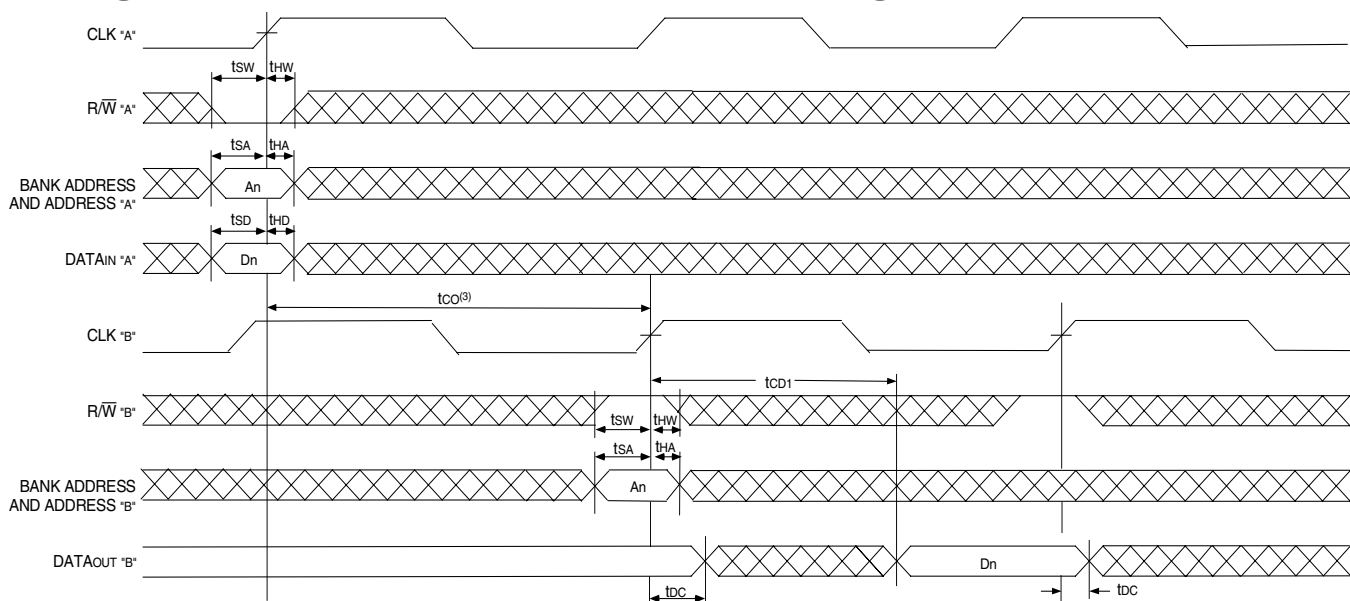 CLK "A"
tSW tHW
R/W̅ "A"
tSA tHA
BANK ADDRESS
AND ADDRESS "A"
An
tSD tHD
DATAIN "A"
Dn
tCO(3)
CLK "B"
tCD1
R/W̅ "B"
tSW tHW
tSA tHA
BANK ADDRESS
AND ADDRESS "B"
An
DATAOUT "B"
Dn
tDC tDC